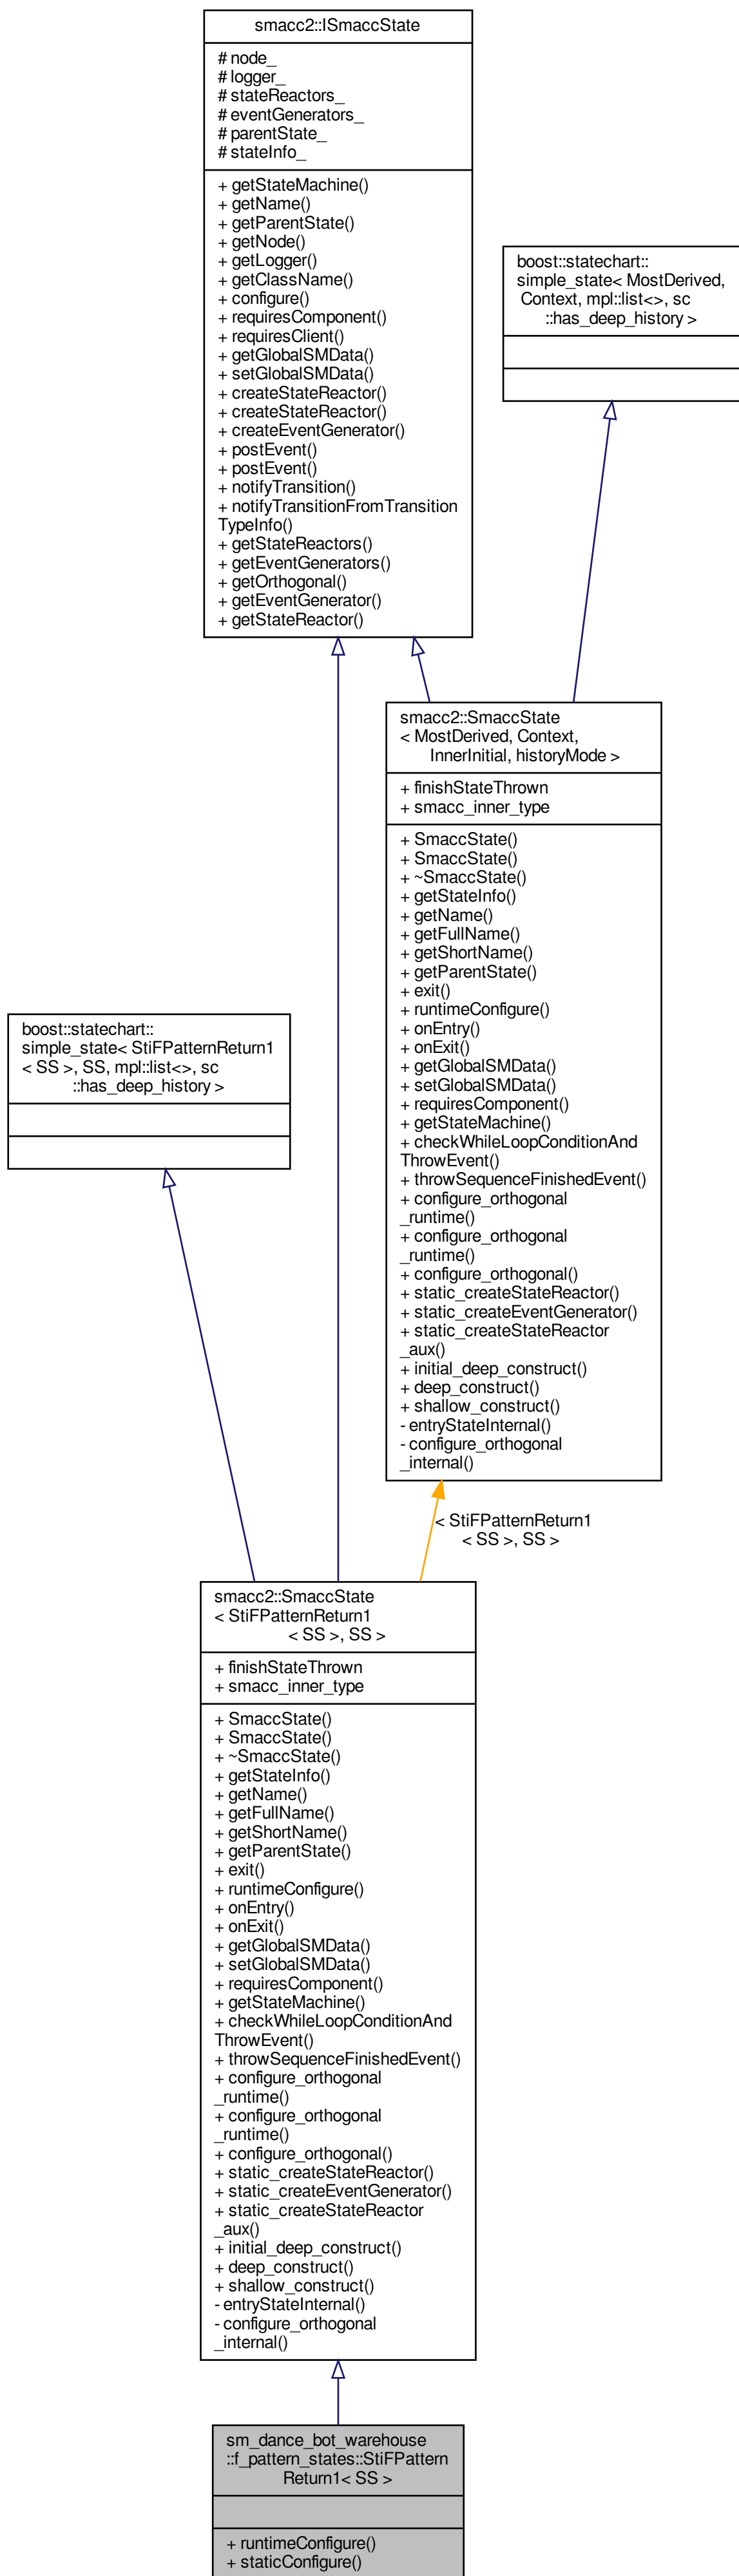 smacc2::ISmaccState
# node_
# logger_
# stateReactors_
# eventGenerators_
# parentState_
# stateInfo_
+ getStateMachine()
+ getName()
+ getParentState()
+ getNode()
+ getLogger()
+ getClassName()
+ configure()
+ requiresComponent()
+ requiresClient()
+ getGlobalSMData()
+ setGlobalSMData()
+ createStateReactor()
+ createStateReactor()
+ createEventGenerator()
+ postEvent()
+ postEvent()
+ notifyTransition()
+ notifyTransitionFromTransition
TypeInfo()
+ getStateReactors()
+ getEventGenerators()
+ getOrthogonal()
+ getEventGenerator()
+ getStateReactor()
boost::statechart::
simple_state< MostDerived,
Context, mpl::list<>, sc
::has_deep_history >
smacc2::SmaccState
< MostDerived, Context,
InnerInitial, historyMode >
+ finishStateThrown
+ smacc_inner_type
+ SmaccState()
+ SmaccState()
+ ~SmaccState()
+ getStateInfo()
+ getName()
+ getFullName()
+ getShortName()
+ getParentState()
+ exit()
+ runtimeConfigure()
+ onEntry()
+ onExit()
+ getGlobalSMData()
+ setGlobalSMData()
+ requiresComponent()
+ getStateMachine()
+ checkWhileLoopConditionAnd
ThrowEvent()
+ throwSequenceFinishedEvent()
+ configure_orthogonal
_runtime()
+ configure_orthogonal
_runtime()
+ configure_orthogonal()
+ static_createStateReactor()
+ static_createEventGenerator()
+ static_createStateReactor
_aux()
+ initial_deep_construct()
+ deep_construct()
+ shallow_construct()
- entryStateInternal()
- configure_orthogonal
_internal()
boost::statechart::
simple_state< StiFPatternReturn1
< SS >, SS, mpl::list<>, sc
::has_deep_history >
< StiFPatternReturn1
< SS >, SS >
smacc2::SmaccState
< StiFPatternReturn1
< SS >, SS >
+ finishStateThrown
+ smacc_inner_type
+ SmaccState()
+ SmaccState()
+ ~SmaccState()
+ getStateInfo()
+ getName()
+ getFullName()
+ getShortName()
+ getParentState()
+ exit()
+ runtimeConfigure()
+ onEntry()
+ onExit()
+ getGlobalSMData()
+ setGlobalSMData()
+ requiresComponent()
+ getStateMachine()
+ checkWhileLoopConditionAnd
ThrowEvent()
+ throwSequenceFinishedEvent()
+ configure_orthogonal
_runtime()
+ configure_orthogonal
_runtime()
+ configure_orthogonal()
+ static_createStateReactor()
+ static_createEventGenerator()
+ static_createStateReactor
_aux()
+ initial_deep_construct()
+ deep_construct()
+ shallow_construct()
- entryStateInternal()
- configure_orthogonal
_internal()
sm_dance_bot_warehouse
::f_pattern_states::StiFPattern
Return1< SS >
+ runtimeConfigure()
+ staticConfigure()